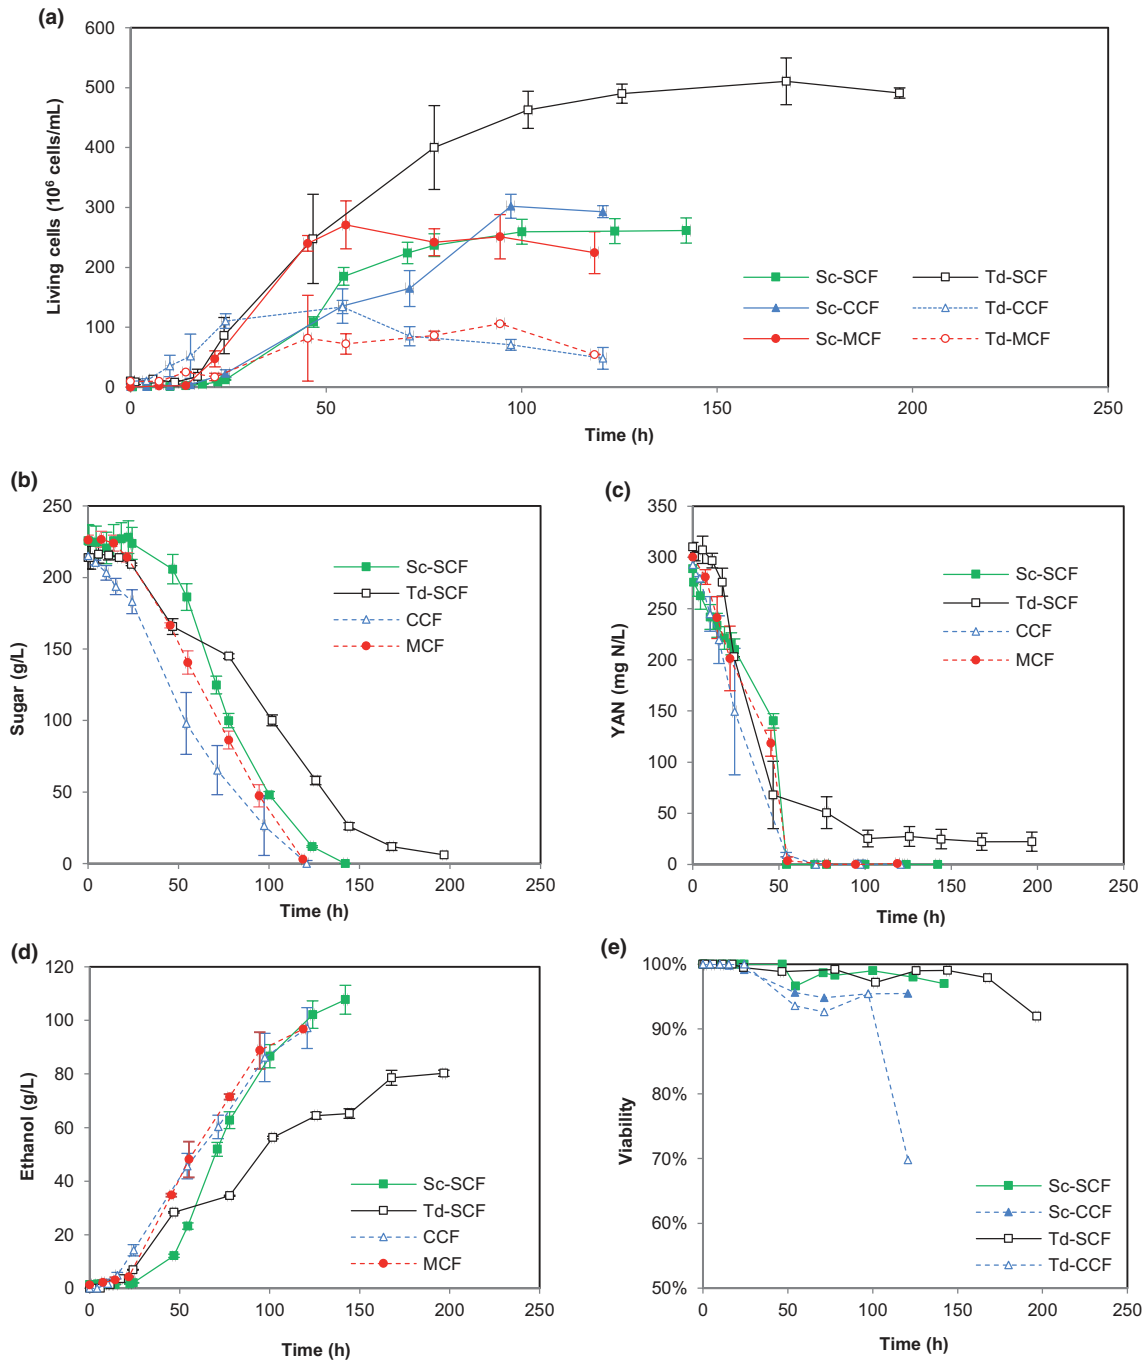 (a)
600
500
400
300
200
100
0
Living cells (10⁶ cells/mL)
0 50 100 150 200 250
Time (h)
Sc-SCF Td-SCF
Sc-CCF Td-CCF
Sc-MCF Td-MCF
(b)
250
200
150
100
50
0
Sugar (g/L)
0 50 100 150 200 250
Time (h)
Sc-SCF
Td-SCF
CCF
MCF
(c)
350
300
250
200
150
100
50
0
YAN (mg N/L)
0 50 100 150 200 250
Time (h)
Sc-SCF
Td-SCF
CCF
MCF
(d)
120
100
80
60
40
20
0
Ethanol (g/L)
0 50 100 150 200 250
Time (h)
Sc-SCF
Td-SCF
CCF
MCF
(e)
100%
90%
80%
70%
60%
50%
Viability
0 50 100 150 200 250
Time (h)
Sc-SCF
Sc-CCF
Td-SCF
Td-CCF